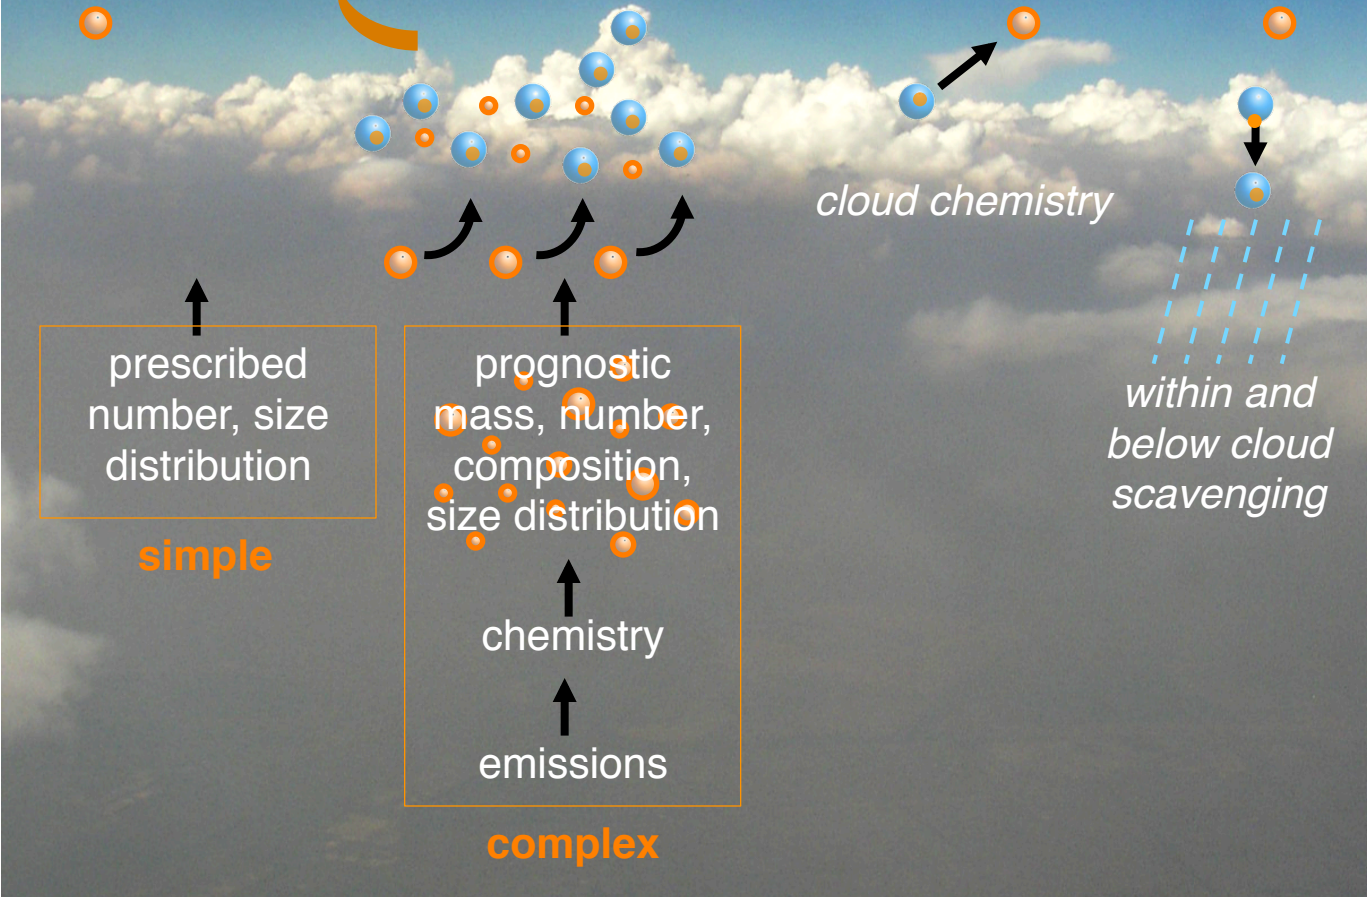 prescribed
number, size
distribution
simple
prognostic
mass, number,
composition,
size distribution
chemistry
emissions
complex
cloud chemistry
within and
below cloud
scavenging